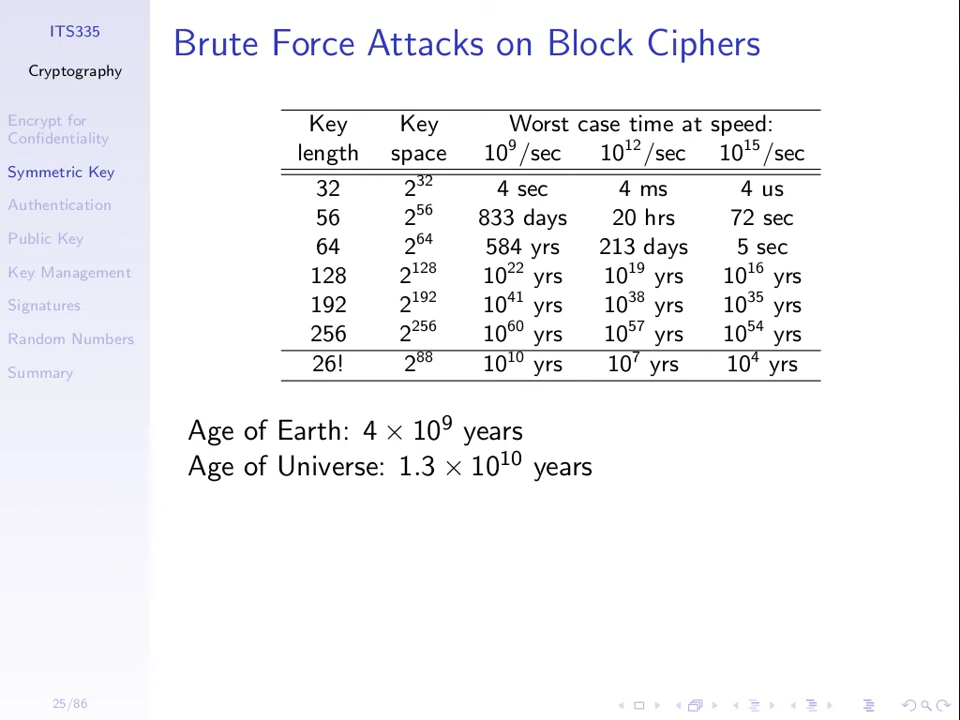 ITS335
Cryptography
Encrypt for
Confidentiality
Symmetric Key
Authentication
Public Key
Key Management
Signatures
Random Numbers
Summary
25/86
Brute Force Attacks on Block Ciphers
Key Key Worst case time at speed:
length space 10⁹/sec 10¹²/sec 10¹⁵/sec
32 2³² 4 sec 4 ms 4 us
56 2⁵⁶ 833 days 20 hrs 72 sec
64 2⁶⁴ 584 yrs 213 days 5 sec
128 2¹²⁸ 10²² yrs 10¹⁹ yrs 10¹⁶ yrs
192 2¹⁹² 10⁴¹ yrs 10³⁸ yrs 10³⁵ yrs
256 2²⁵⁶ 10⁶⁰ yrs 10⁵⁷ yrs 10⁵⁴ yrs
26! 2⁸⁸ 10¹⁰ yrs 10⁷ yrs 10⁴ yrs
Age of Earth: 4 × 10⁹ years
Age of Universe: 1.3 × 10¹⁰ years